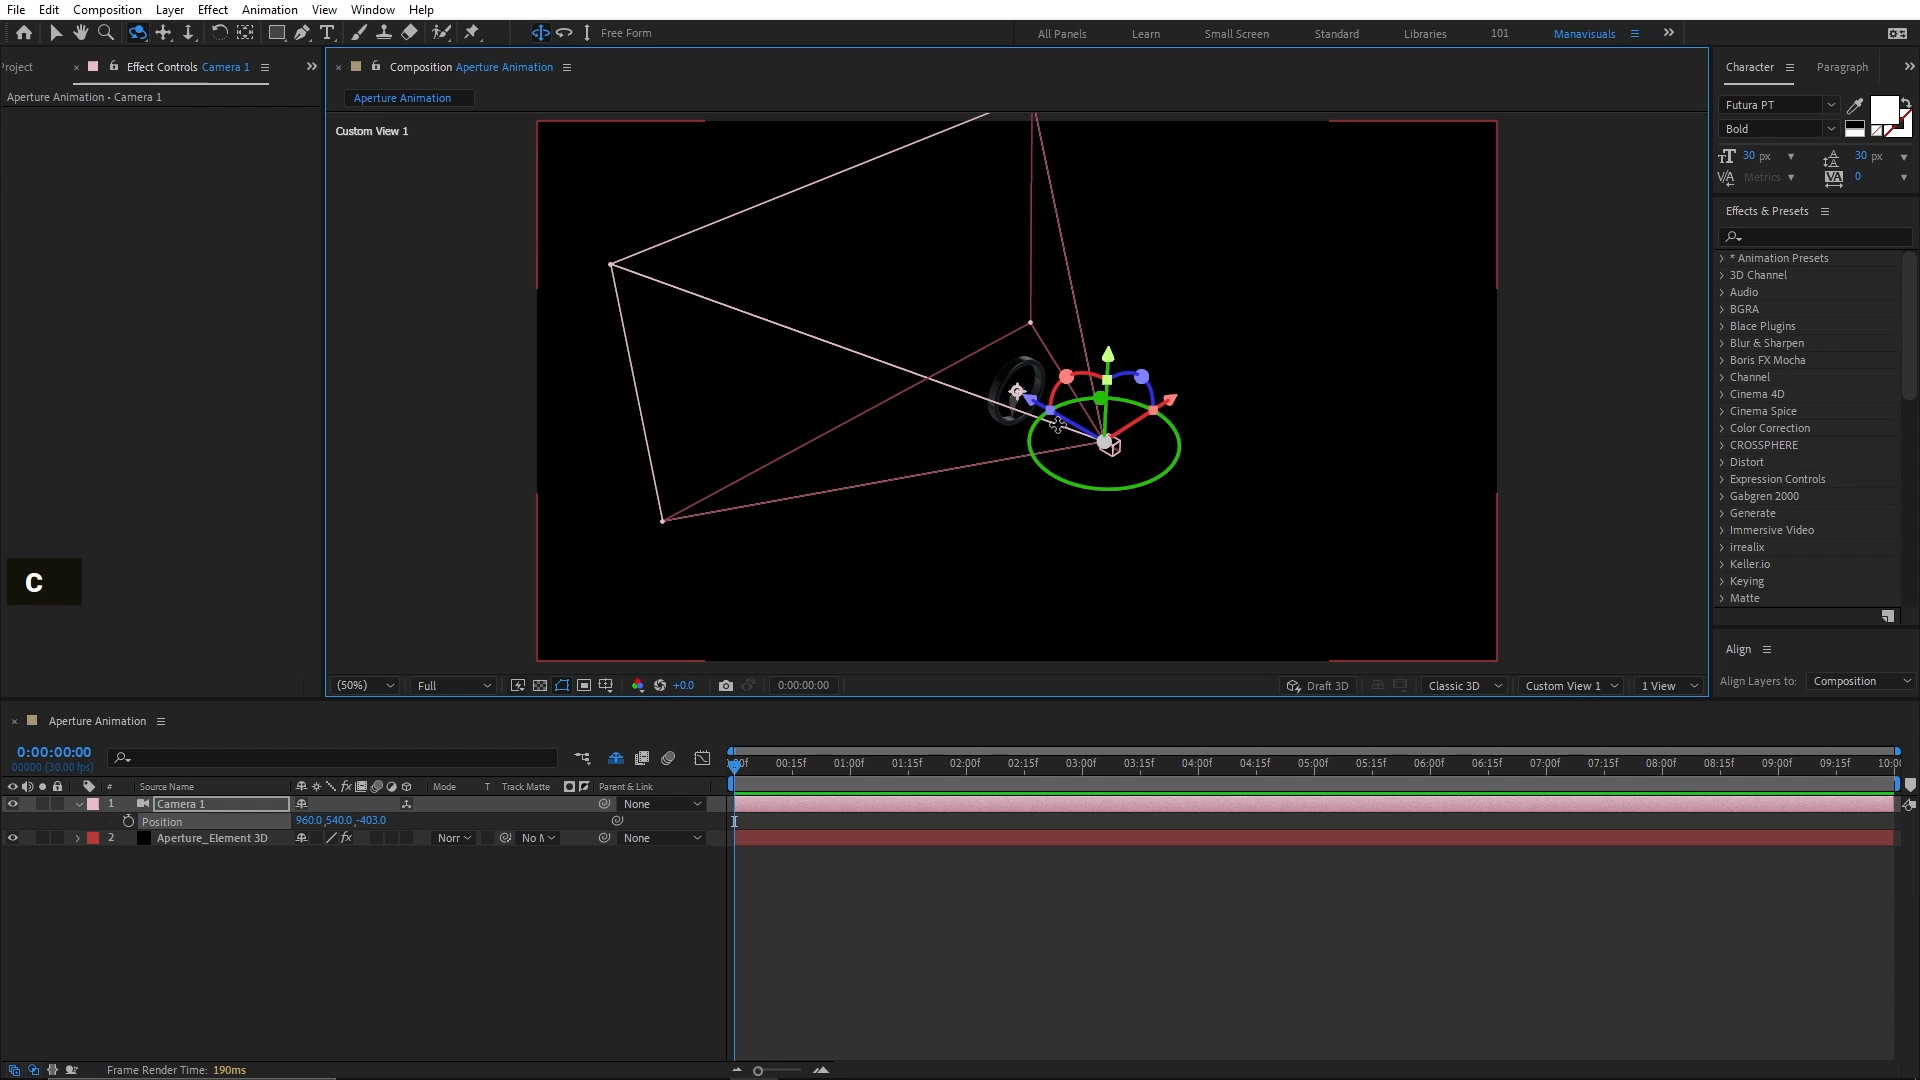 File Edit Composition Layer Effect Animation View Window Help
Free Form All Panels Learn Small Screen Standard Libraries 101 Manavisuals
roject Effect Controls Camera 1
Aperture Animation • Camera 1
C
Composition Aperture Animation
Aperture Animation
Custom View 1
(50%) Full +0.0 0:00:00:00 Draft 3D Classic 3D Custom View 1 1 View
Character Paragraph
Futura PT
Bold
30 px 30 px
Metrics 0
Effects & Presets
* Animation Presets
3D Channel
Audio
BGRA
Blace Plugins
Blur & Sharpen
Boris FX Mocha
Channel
Cinema 4D
Cinema Spice
Color Correction
CROSSPHERE
Distort
Expression Controls
Gabgren 2000
Generate
Immersive Video
irrealix
Keller.io
Keying
Matte
Align
Align Layers to: Composition
Aperture Animation
0:00:00:00
00000 (30.00 fps)
:00f 00:15f 01:00f 01:15f 02:00f 02:15f 03:00f 03:15f 04:00f 04:15f 05:00f 05:15f 06:00f 06:15f 07:00f 07:15f 08:00f 08:15f 09:00f 09:15f 10:00
# Source Name Mode T Track Matte Parent & Link
1 Camera 1 None
Position 960.0,540.0,-403.0
2 Aperture_Element 3D Norr No M None
Frame Render Time: 190ms